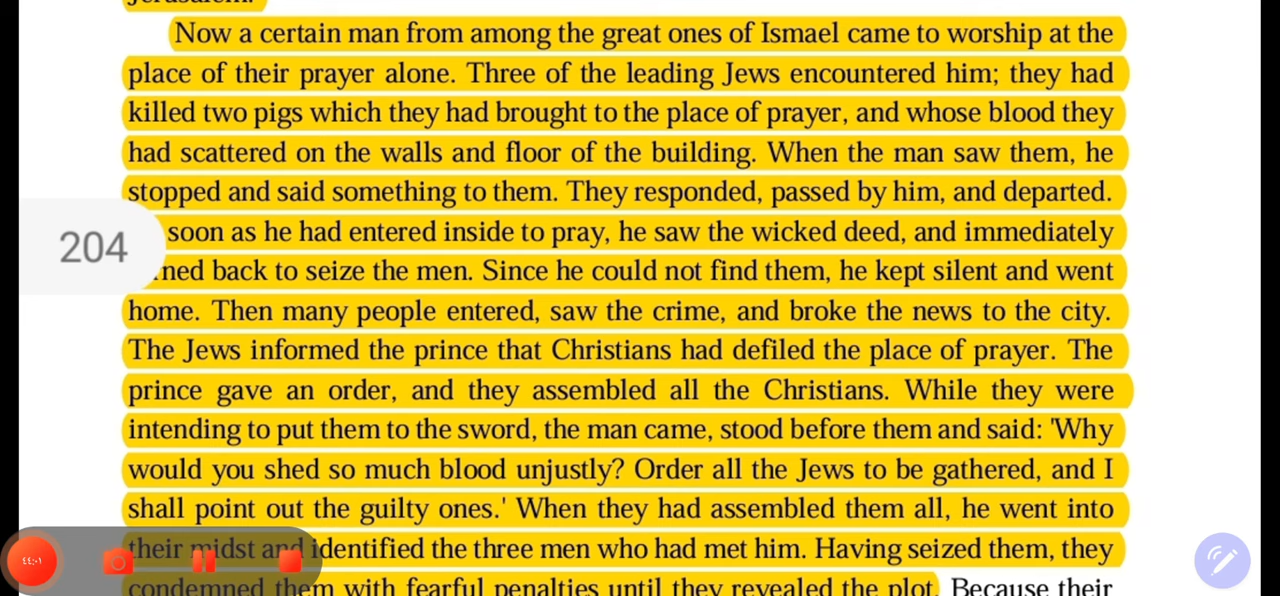 Jerusalem.
Now a certain man from among the great ones of Ismael came to worship at the
place of their prayer alone. Three of the leading Jews encountered him; they had
killed two pigs which they had brought to the place of prayer, and whose blood they
had scattered on the walls and floor of the building. When the man saw them, he
stopped and said something to them. They responded, passed by him, and departed.
soon as he had entered inside to pray, he saw the wicked deed, and immediately
204
ned back to seize the men. Since he could not find them, he kept silent and went
home. Then many people entered, saw the crime, and broke the news to the city.
The Jews informed the prince that Christians had defiled the place of prayer. The
prince gave an order, and they assembled all the Christians. While they were
intending to put them to the sword, the man came, stood before them and said: 'Why
would you shed so much blood unjustly? Order all the Jews to be gathered, and I
shall point out the guilty ones.' When they had assembled them all, he went into
their midst and identified the three men who had met him. Having seized them, they
condemned them with fearful penalties until they revealed the plot. Because their